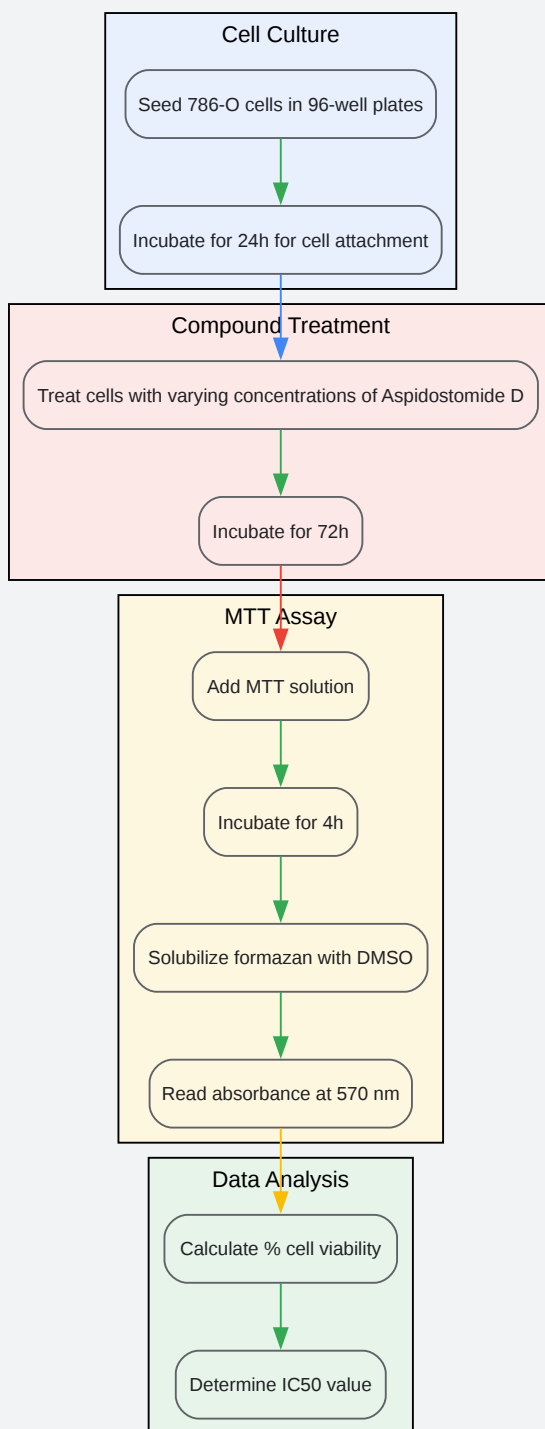 Cell Culture
Seed 786-O cells in 96-well plates
Incubate for 24h for cell attachment
Compound Treatment
Treat cells with varying concentrations of Aspidostomide D
Incubate for 72h
MTT Assay
Add MTT solution
Incubate for 4h
Solubilize formazan with DMSO
Read absorbance at 570 nm
Data Analysis
Calculate % cell viability
Determine IC50 value